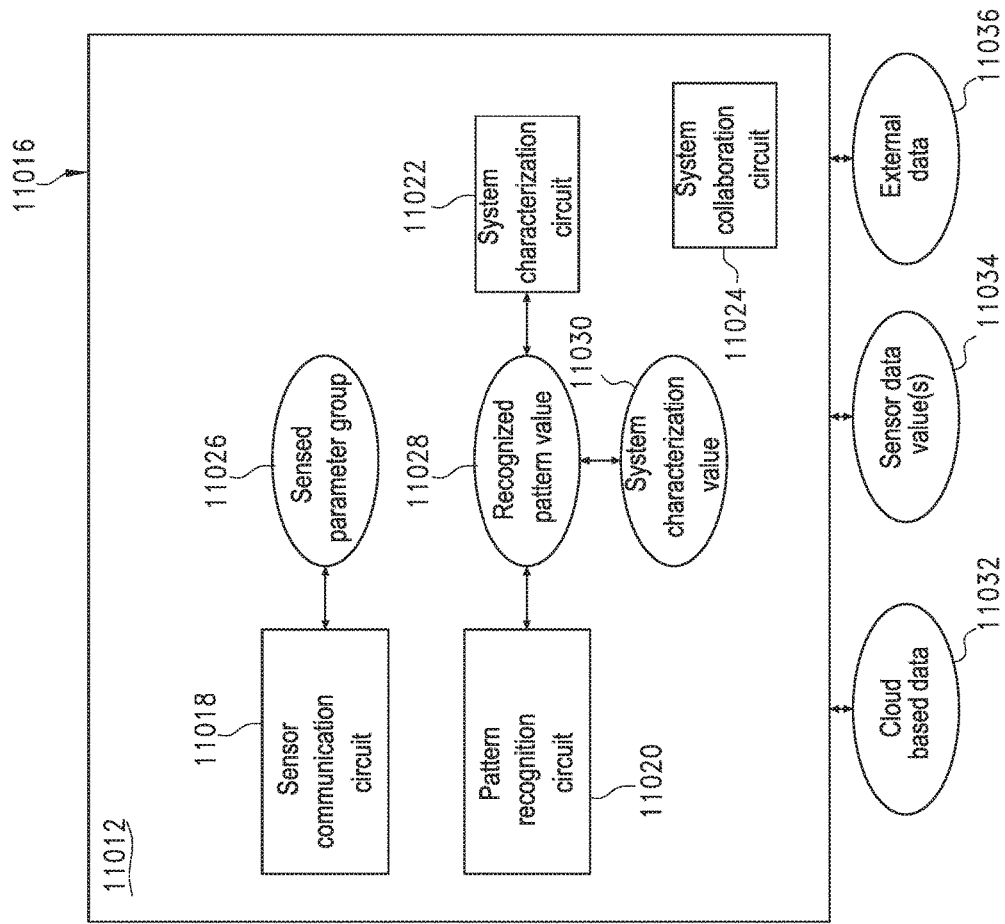 11016
11012
11018
Sensor
communication
circuit
11026
Sensed
parameter group
11020
Pattern
recognition
circuit
11028
Recognized
pattern value
11022
System
characterization
circuit
11030
System
characterization
value
11024
System
collaboration
circuit
Cloud
based data
11032
Sensor data
value(s)
11034
External
data
11036